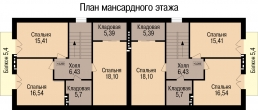 План мансардного этажа
Кладовая 5,39
Кладовая 5,39
Спальня 15,41
Спальня 15,41
Балкон 5,4
Холл 6,43
Спальня 18,10
Спальня 18,10
Холл 6,43
Балкон 5,4
Спальня 16,54
Кладовая 5,7
Кладовая 5,7
Спальня 16,54